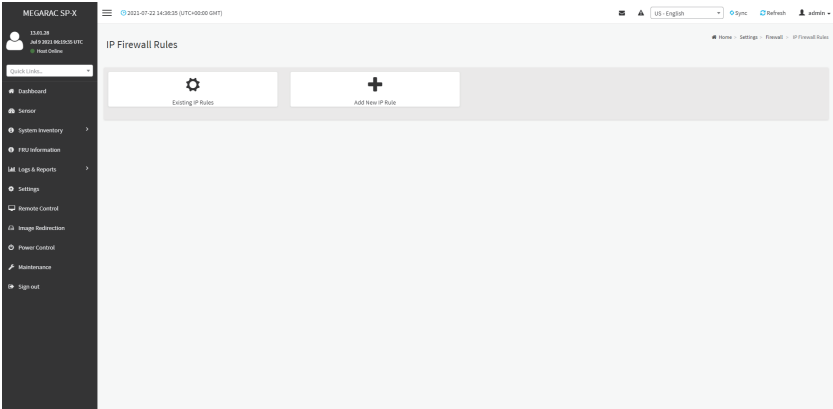 MEGARAC SP-X
13.01.28
Jul 9 2021 06:19:35 UTC
Host Online
Quick Links...
Dashboard
Sensor
System Inventory
FRU Information
Logs & Reports
Settings
Remote Control
Image Redirection
Power Control
Maintenance
Sign out
2021-07-22 14:36:35 (UTC+00:00 GMT)
US - English
Sync
Refresh
admin
IP Firewall Rules
Home > Settings > Firewall > IP Firewall Rules
Existing IP Rules
Add New IP Rule